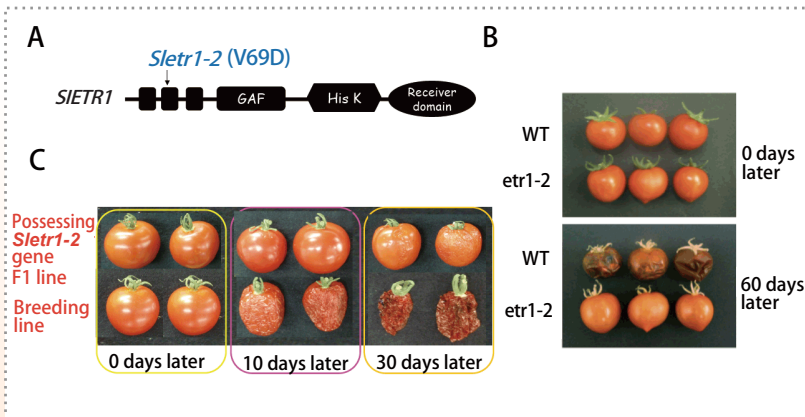 A
Sletr1-2 (V69D)
SlETR1
GAF
His K
Receiver
domain
B
WT
etr1-2
0 days
later
WT
etr1-2
60 days
later
C
Possessing
Sletr1-2
gene
F1 line
Breeding
line
0 days later
10 days later
30 days later